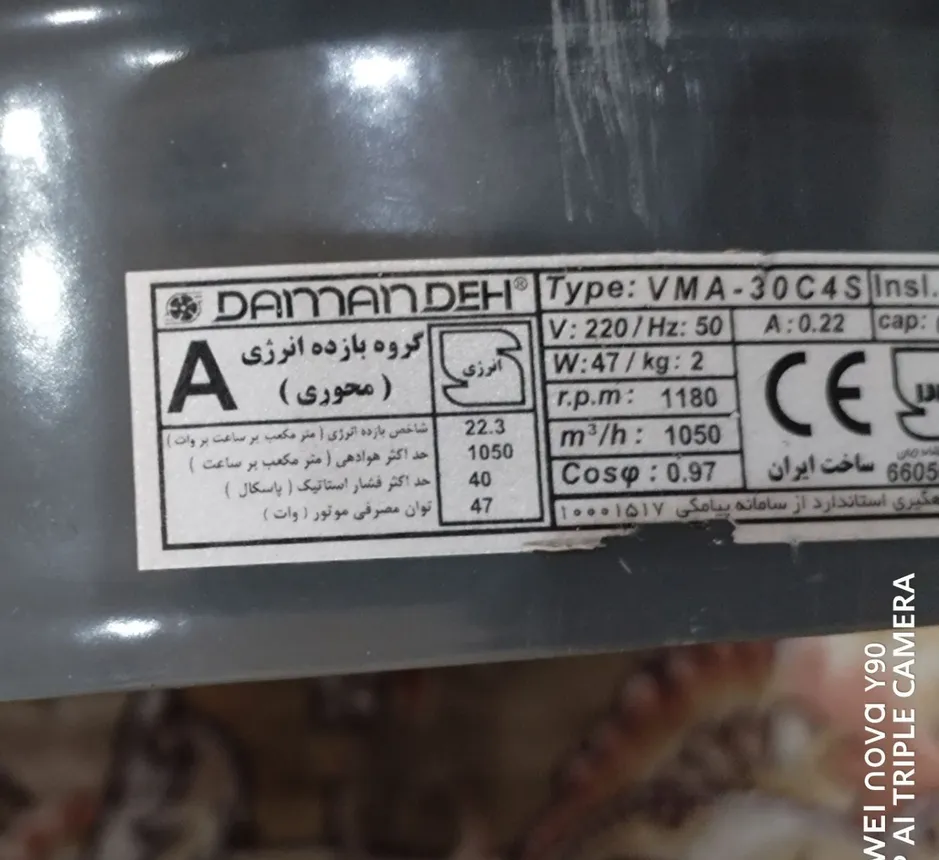 DAMANDEH®
A
گروه بازده انرژی
( محوری )
انرژی
شاخص بازده انرژی ( متر مکعب بر ساعت بر وات ) 22.3
حد اکثر هوادهی ( متر مکعب بر ساعت ) 1050
حد اکثر فشار استاتیک ( پاسکال ) 40
توان مصرفی موتور ( وات ) 47
Type: VMA-30C4S Insl.
V: 220/Hz: 50 A:0.22 cap:
W:47/ kg: 2
r.p.m: 1180
m³/h: 1050
Cosφ : 0.97
CE
ساخت ایران 6605
استاندارد از سامانه پیامکی ۱۰۰۰۱۵۱۷
WEI nova Y90
AI TRIPLE CAMERA